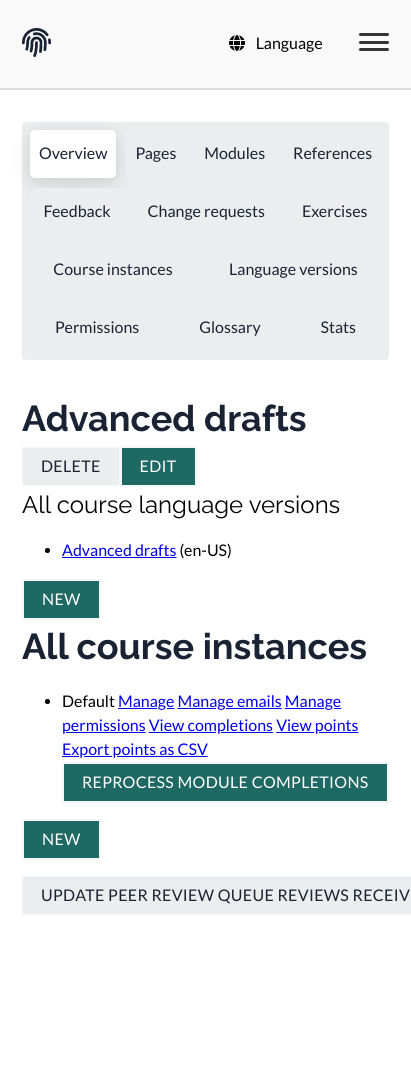 Language
Overview Pages Modules References
Feedback Change requests Exercises
Course instances Language versions
Permissions Glossary Stats
Advanced drafts
DELETE EDIT
All course language versions
Advanced drafts (en-US)
NEW
All course instances
Default Manage Manage emails Manage
permissions View completions View points
Export points as CSV
REPROCESS MODULE COMPLETIONS
NEW
UPDATE PEER REVIEW QUEUE REVIEWS RECEIV